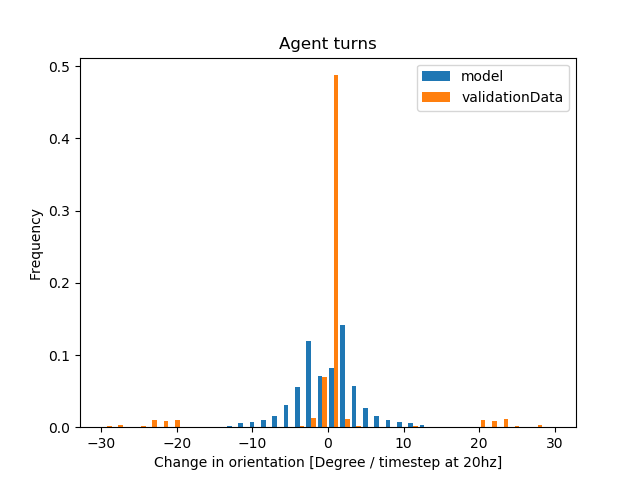 Agent turns
model
validationData
Frequency
0.5
0.4
0.3
0.2
0.1
0.0
−30 −20 −10 0 10 20 30
Change in orientation [Degree / timestep at 20hz]